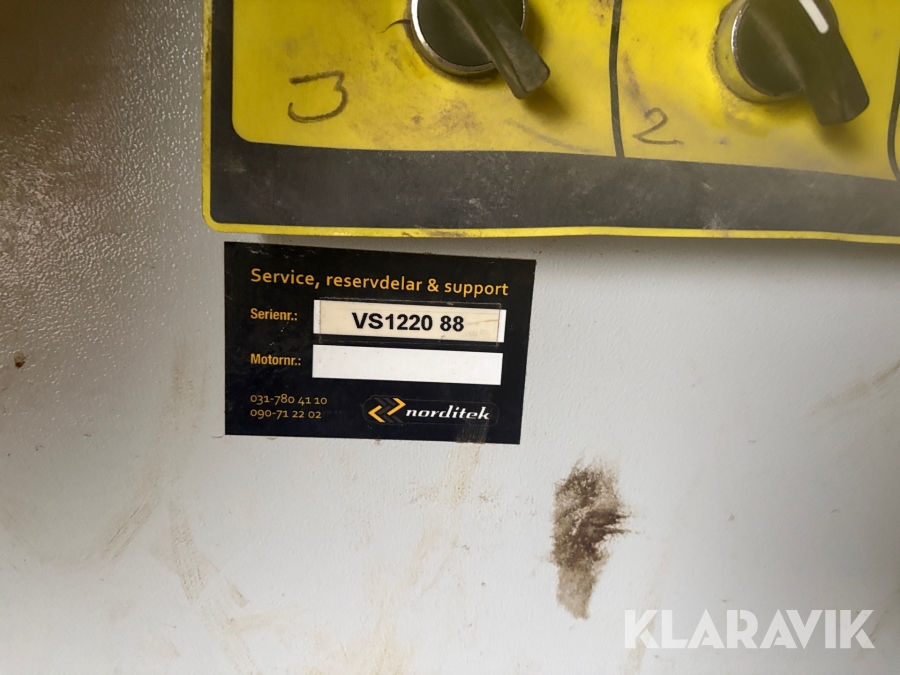 3
2
Service, reservdelar & support
Serienr.: VS1220 88
Motornr.:
031-780 41 10
090-71 22 02
norditek
KLARAVIK